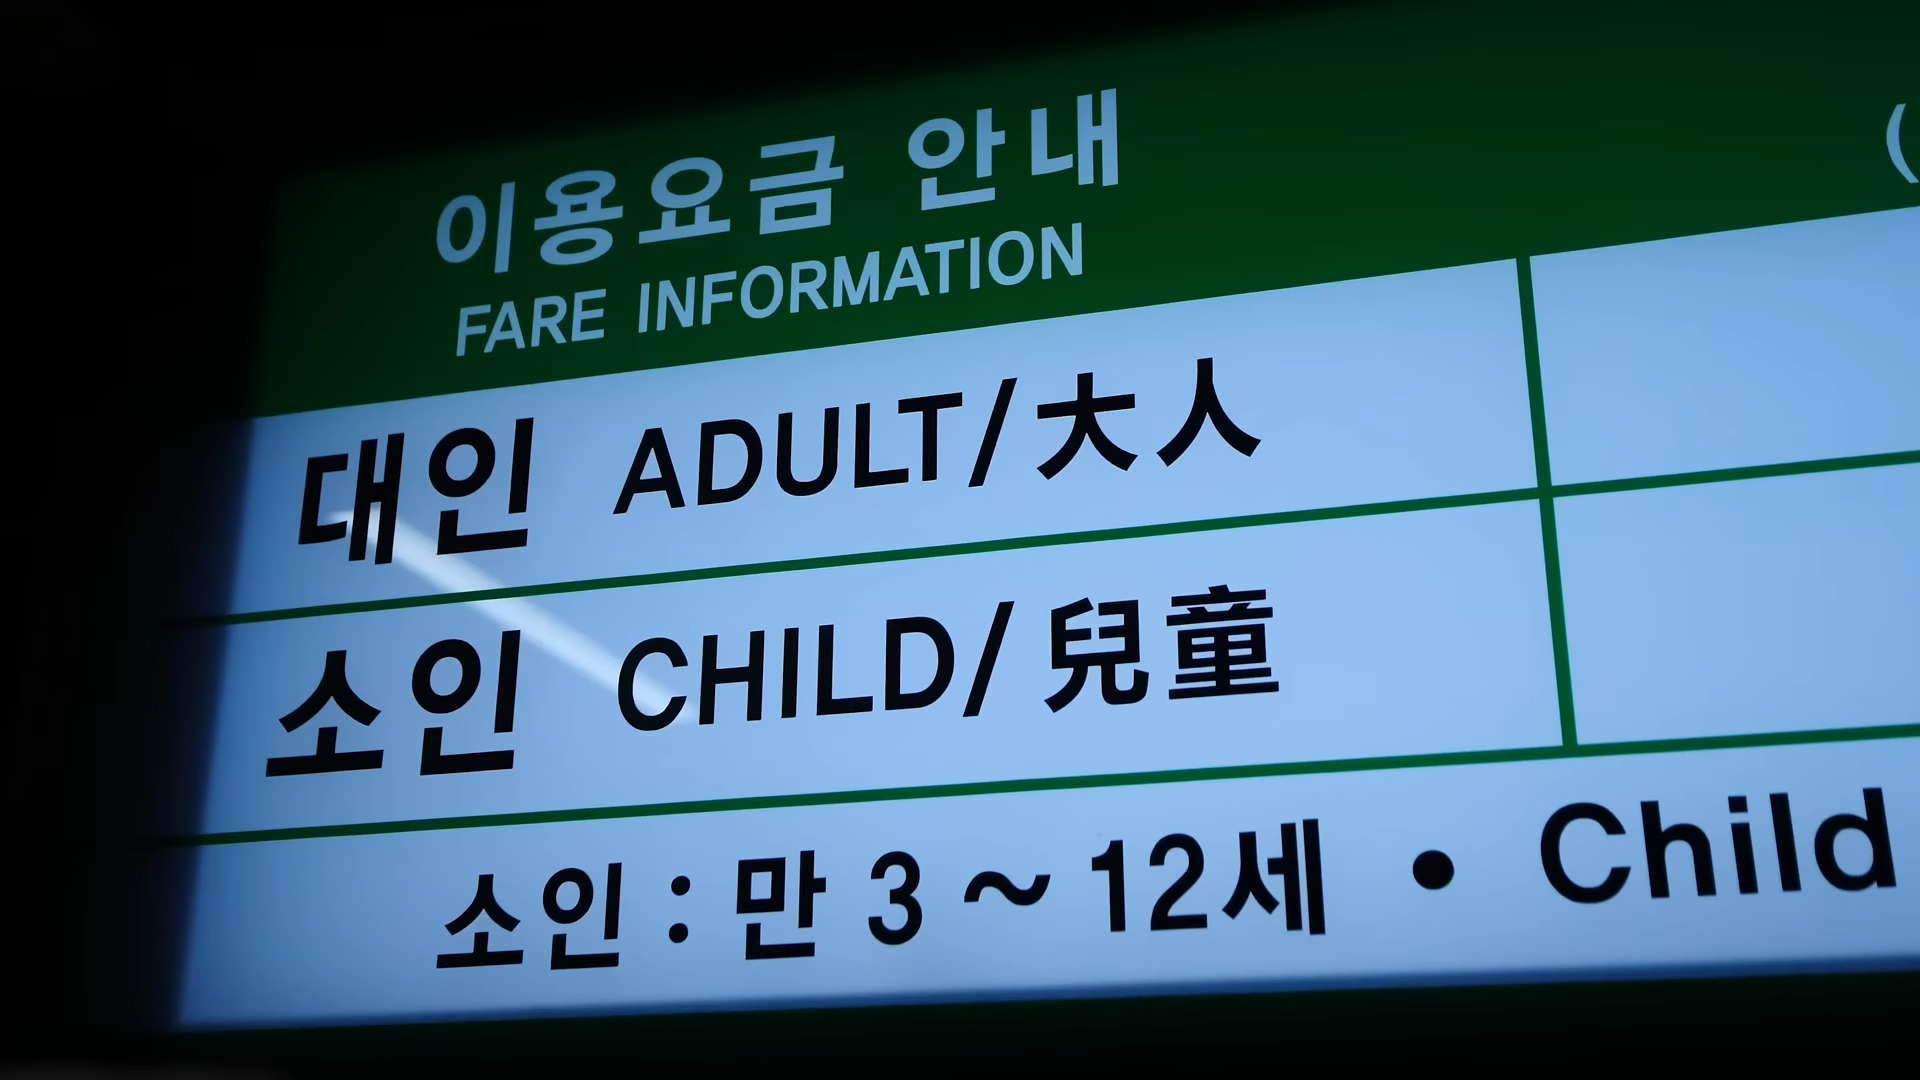 이용요금 안내
(
FARE INFORMATION
대인 ADULT/大人
소인 CHILD/兒童
소인 : 만 3 ~ 12세 • Child